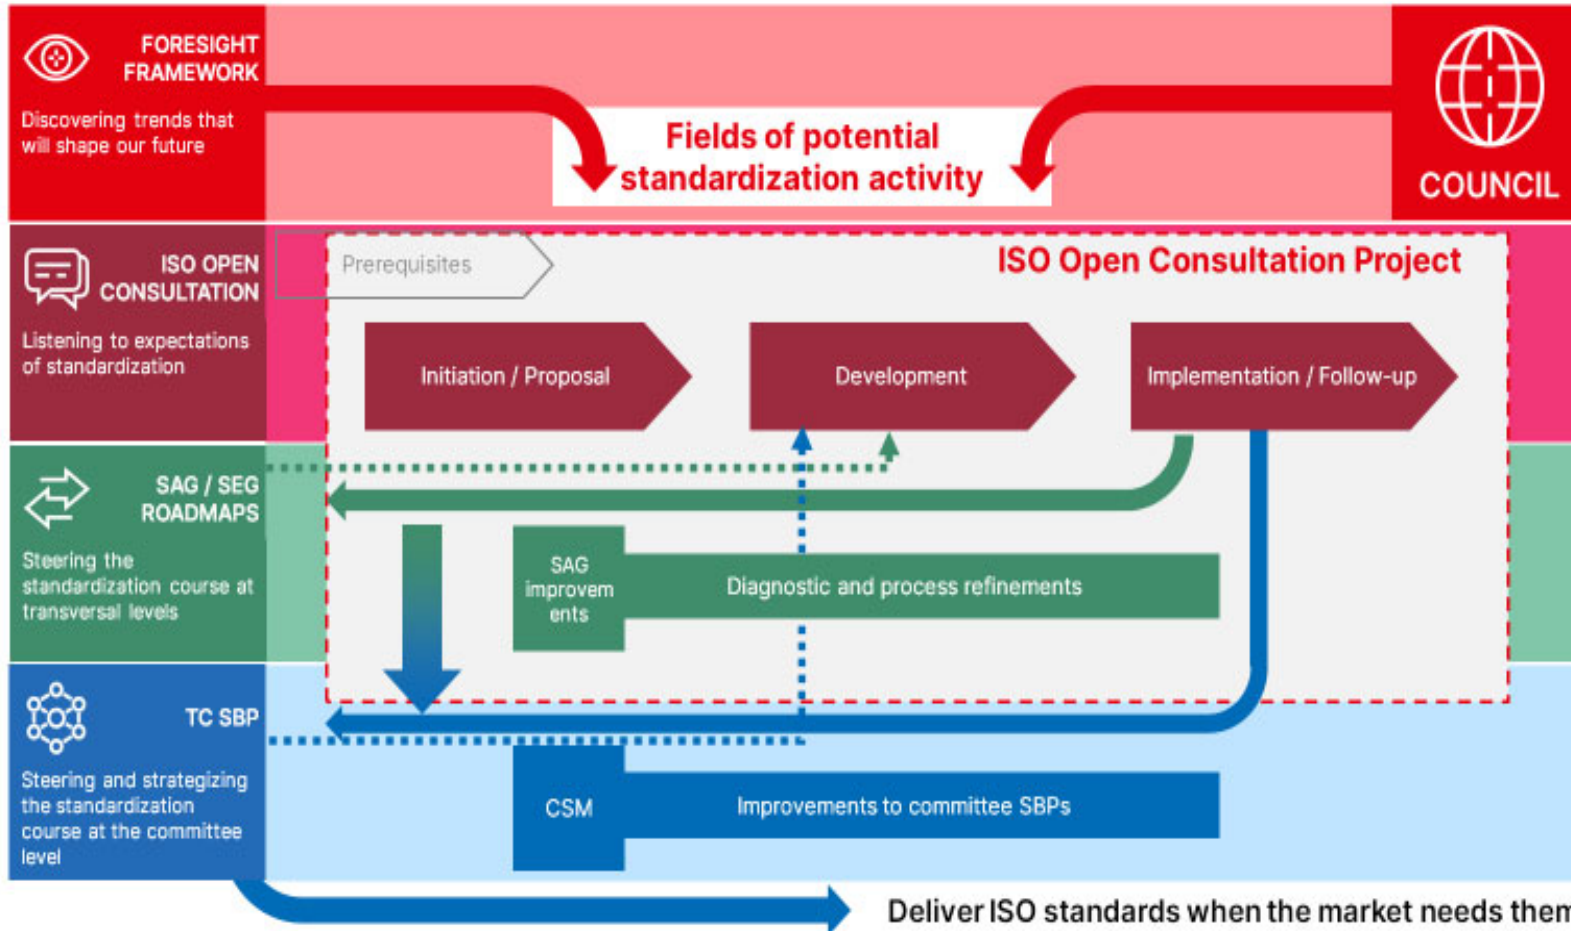 FORESIGHT
FRAMEWORK
Discovering trends that
will shape our future
Fields of potential
standardization activity
COUNCIL
ISO OPEN
CONSULTATION
Listening to expectations
of standardization
Prerequisites
ISO Open Consultation Project
Initiation / Proposal
Development
Implementation / Follow-up
SAG / SEG
ROADMAPS
Steering the
standardization course at
transversal levels
SAG
improvem
ents
Diagnostic and process refinements
TC SBP
Steering and strategizing
the standardization
course at the committee
level
CSM
Improvements to committee SBPs
Deliver ISO standards when the market needs them